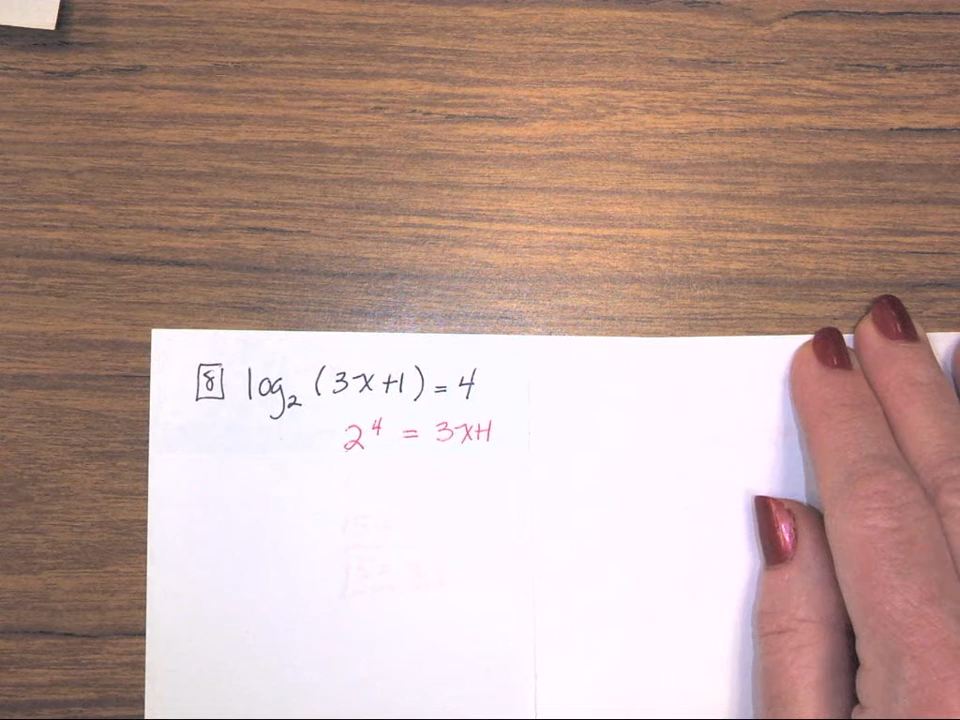 8 log₂ (3x+1) = 4
2⁴ = 3x+1